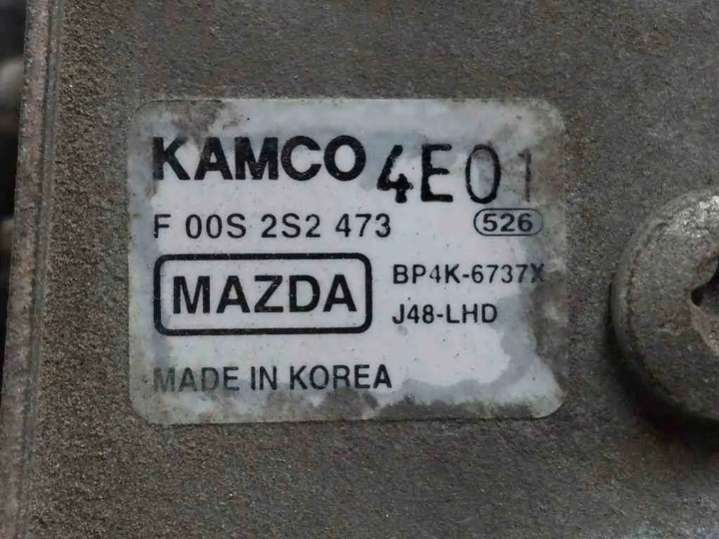 KAMCO 4E01
F 00S 2S2 473 526
MAZDA BP4K-6737X
J48-LHD
MADE IN KOREA